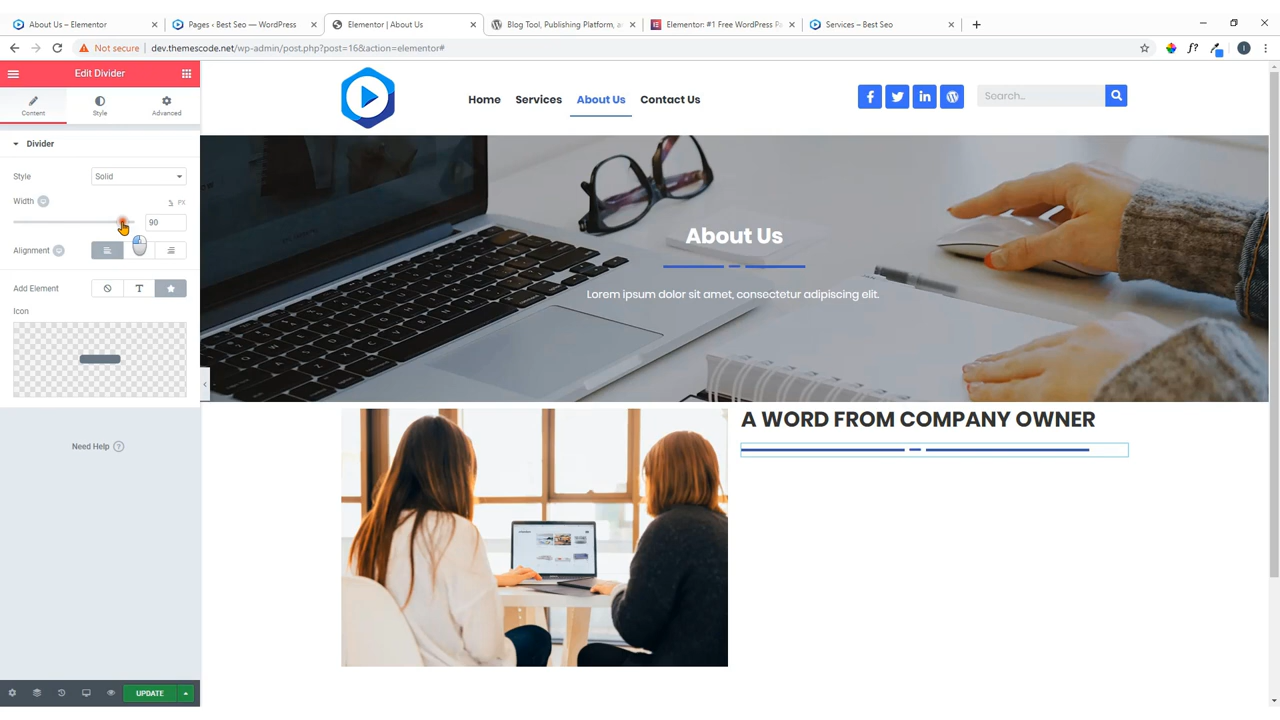 About Us – Elementor
Pages ‹ Best Seo — WordPress
Elementor | About Us
Blog Tool, Publishing Platform, a
Elementor: #1 Free WordPress P
Services – Best Seo
Not secure
dev.themescode.net/wp-admin/post.php?post=16&action=elementor#
Edit Divider
Content
Style
Advanced
Divider
Style
Solid
Width
PX
90
Alignment
Add Element
Icon
Need Help
UPDATE
Home
Services
About Us
Contact Us
Search...
About Us
Lorem ipsum dolor sit amet, consectetur adipiscing elit.
A WORD FROM COMPANY OWNER